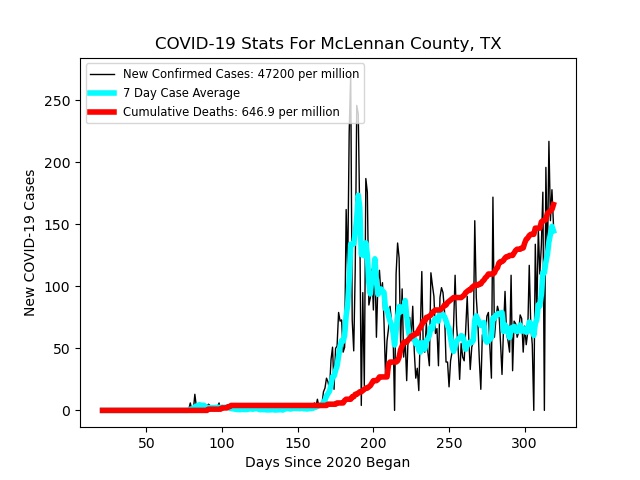 COVID-19 Stats For McLennan County, TX
New Confirmed Cases: 47200 per million
7 Day Case Average
Cumulative Deaths: 646.9 per million
250
200
150
100
50
0
New COVID-19 Cases
50 100 150 200 250 300
Days Since 2020 Began